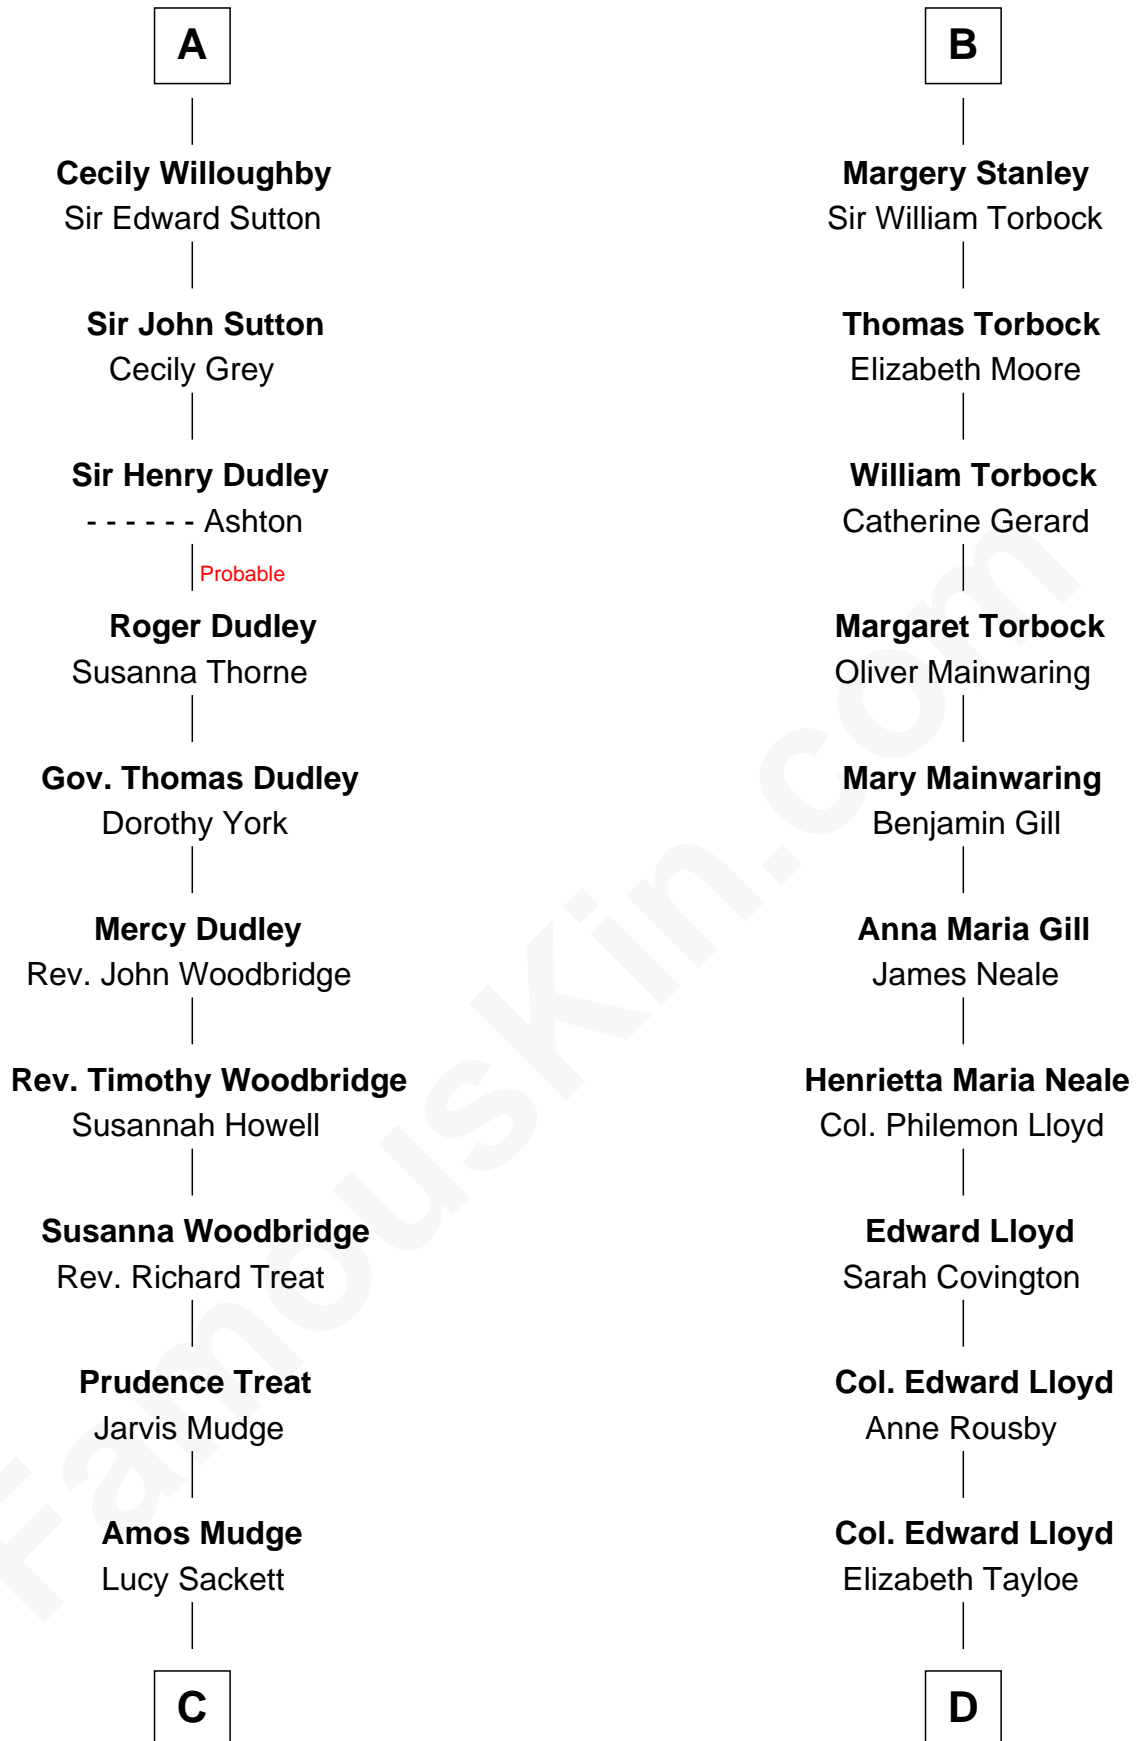 A
Cecily Willoughby
Sir Edward Sutton
Sir John Sutton
Cecily Grey
Sir Henry Dudley
- - - - - - Ashton
Probable
Roger Dudley
Susanna Thorne
Gov. Thomas Dudley
Dorothy York
Mercy Dudley
Rev. John Woodbridge
Rev. Timothy Woodbridge
Susannah Howell
Susanna Woodbridge
Rev. Richard Treat
Prudence Treat
Jarvis Mudge
Amos Mudge
Lucy Sackett
C
B
Margery Stanley
Sir William Torbock
Thomas Torbock
Elizabeth Moore
William Torbock
Catherine Gerard
Margaret Torbock
Oliver Mainwaring
Mary Mainwaring
Benjamin Gill
Anna Maria Gill
James Neale
Henrietta Maria Neale
Col. Philemon Lloyd
Edward Lloyd
Sarah Covington
Col. Edward Lloyd
Anne Rousby
Col. Edward Lloyd
Elizabeth Tayloe
D
FamousKin.com